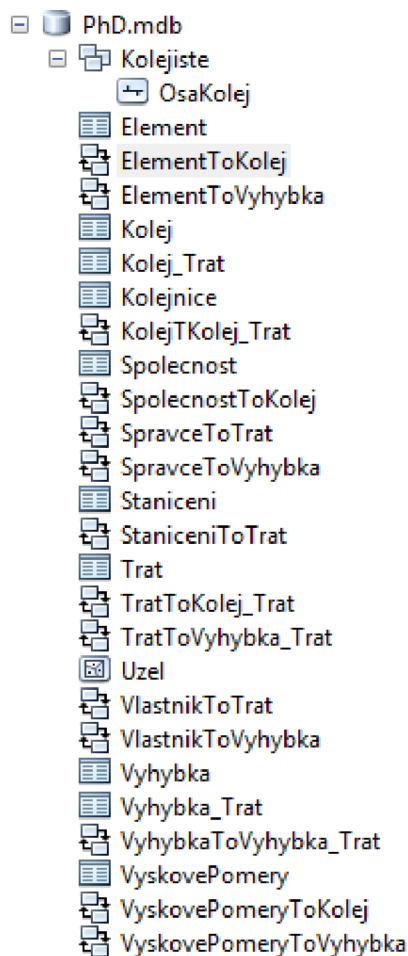 PhD.mdb
Kolejiste
OsaKolej
Element
ElementToKolej
ElementToVyhybka
Kolej
Kolej_Trat
Kolejnice
KolejTKolej_Trat
Spolecnost
SpolecnostToKolej
SpravceToTrat
SpravceToVyhybka
Staniceni
StaniceniToTrat
Trat
TratToKolej_Trat
TratToVyhybka_Trat
Uzel
VlastnikToTrat
VlastnikToVyhybka
Vyhybka
Vyhybka_Trat
VyhybkaToVyhybka_Trat
VyskovePomery
VyskovePomeryToKolej
VyskovePomeryToVyhybka